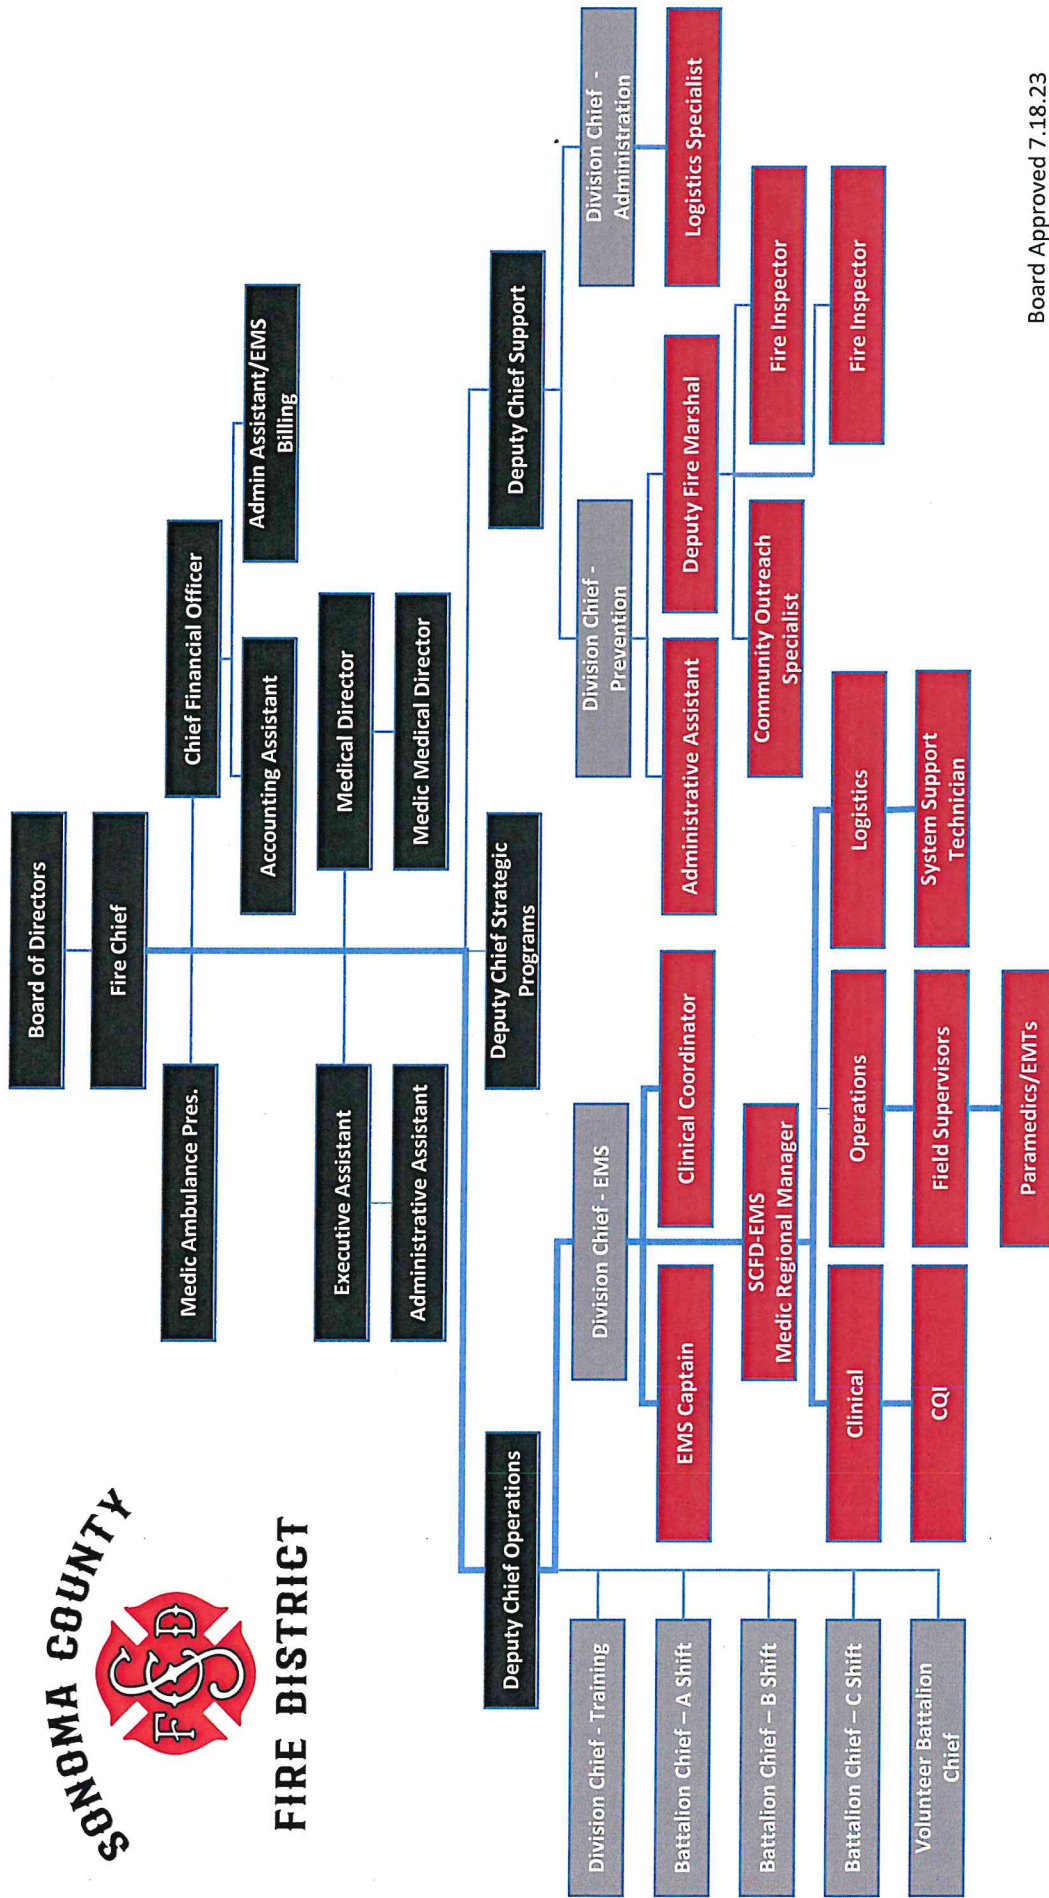 SONOMA COUNTY
F S C D
FIRE DISTRICT
Board of Directors
Fire Chief
Medic Ambulance Pres.
Chief Financial Officer
Accounting Assistant
Admin Assistant/EMS
Billing
Executive Assistant
Medical Director
Administrative Assistant
Medic Medical Director
Deputy Chief Operations
Deputy Chief Strategic
Programs
Deputy Chief Support
Division Chief - Training
Battalion Chief – A Shift
Battalion Chief – B Shift
Battalion Chief – C Shift
Volunteer Battalion
Chief
Division Chief - EMS
EMS Captain
Clinical Coordinator
SCFD-EMS
Medic Regional Manager
Clinical
Operations
Logistics
CQI
Field Supervisors
System Support
Technician
Paramedics/EMTs
Division Chief -
Prevention
Division Chief -
Administration
Administrative Assistant
Deputy Fire Marshal
Logistics Specialist
Community Outreach
Specialist
Fire Inspector
Fire Inspector
Board Approved 7.18.23